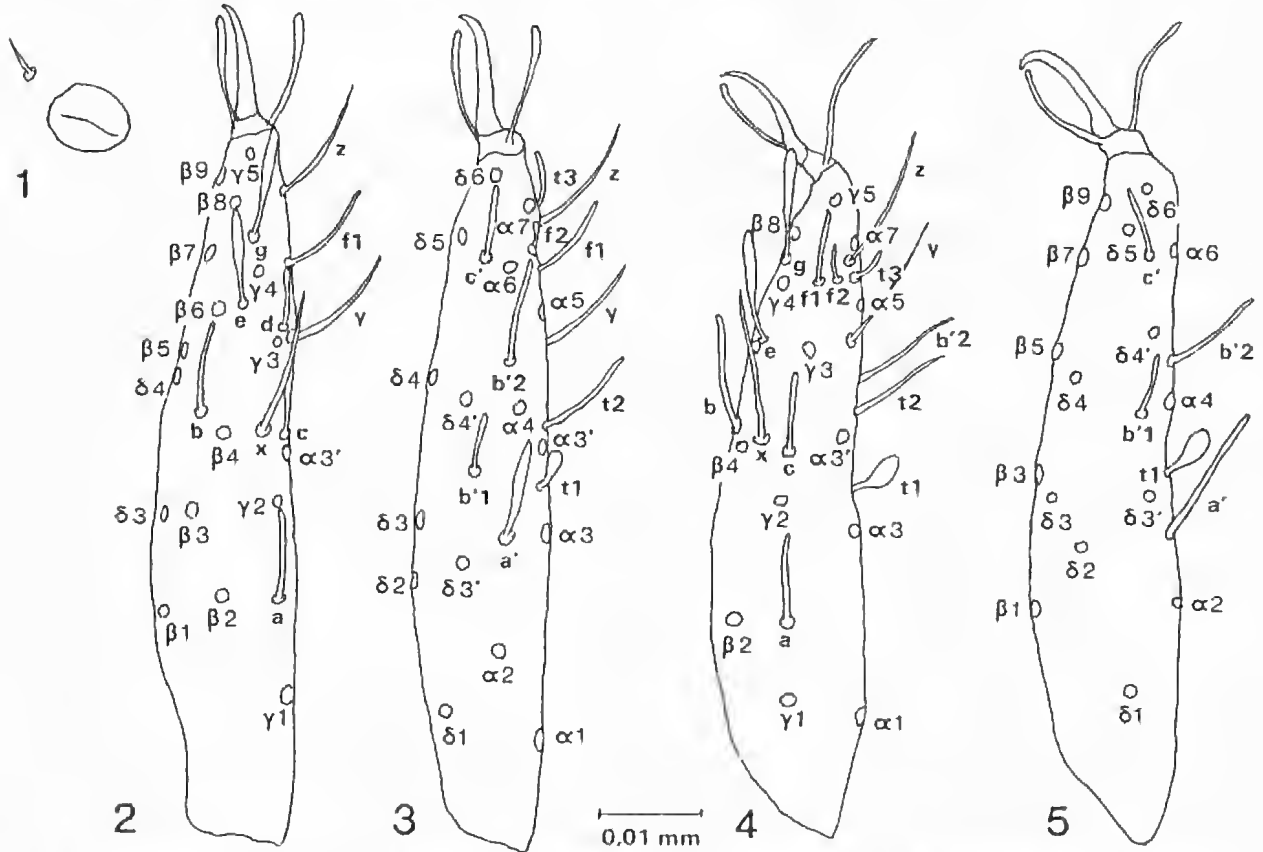 1
z
β9
γ5
β8
f1
β7
g
γ4
β6
e
d
y
β5
γ3
δ4
b
β4
x
c
α3'
δ3
β3
γ2
β1
β2
a
γ1
2
δ6
t3
z
α7
f2
f1
δ5
c'
α6
α5
y
b'2
δ4
t2
δ4'
α4
α3'
b'1
t1
δ3
a'
α3
δ2
δ3'
α2
δ1
α1
3
0,01 mm
γ5
z
β8
α7
y
g
t3
γ4
f1
f2
α5
e
b'2
γ3
b
t2
β4
x
c
α3'
t1
γ2
α3
β2
a
γ1
α1
4
β9
δ6
β7
δ5
α6
c'
β5
δ4'
b'2
δ4
α4
b'1
β3
t1
a'
δ3
δ3'
δ2
β1
α2
δ1
5